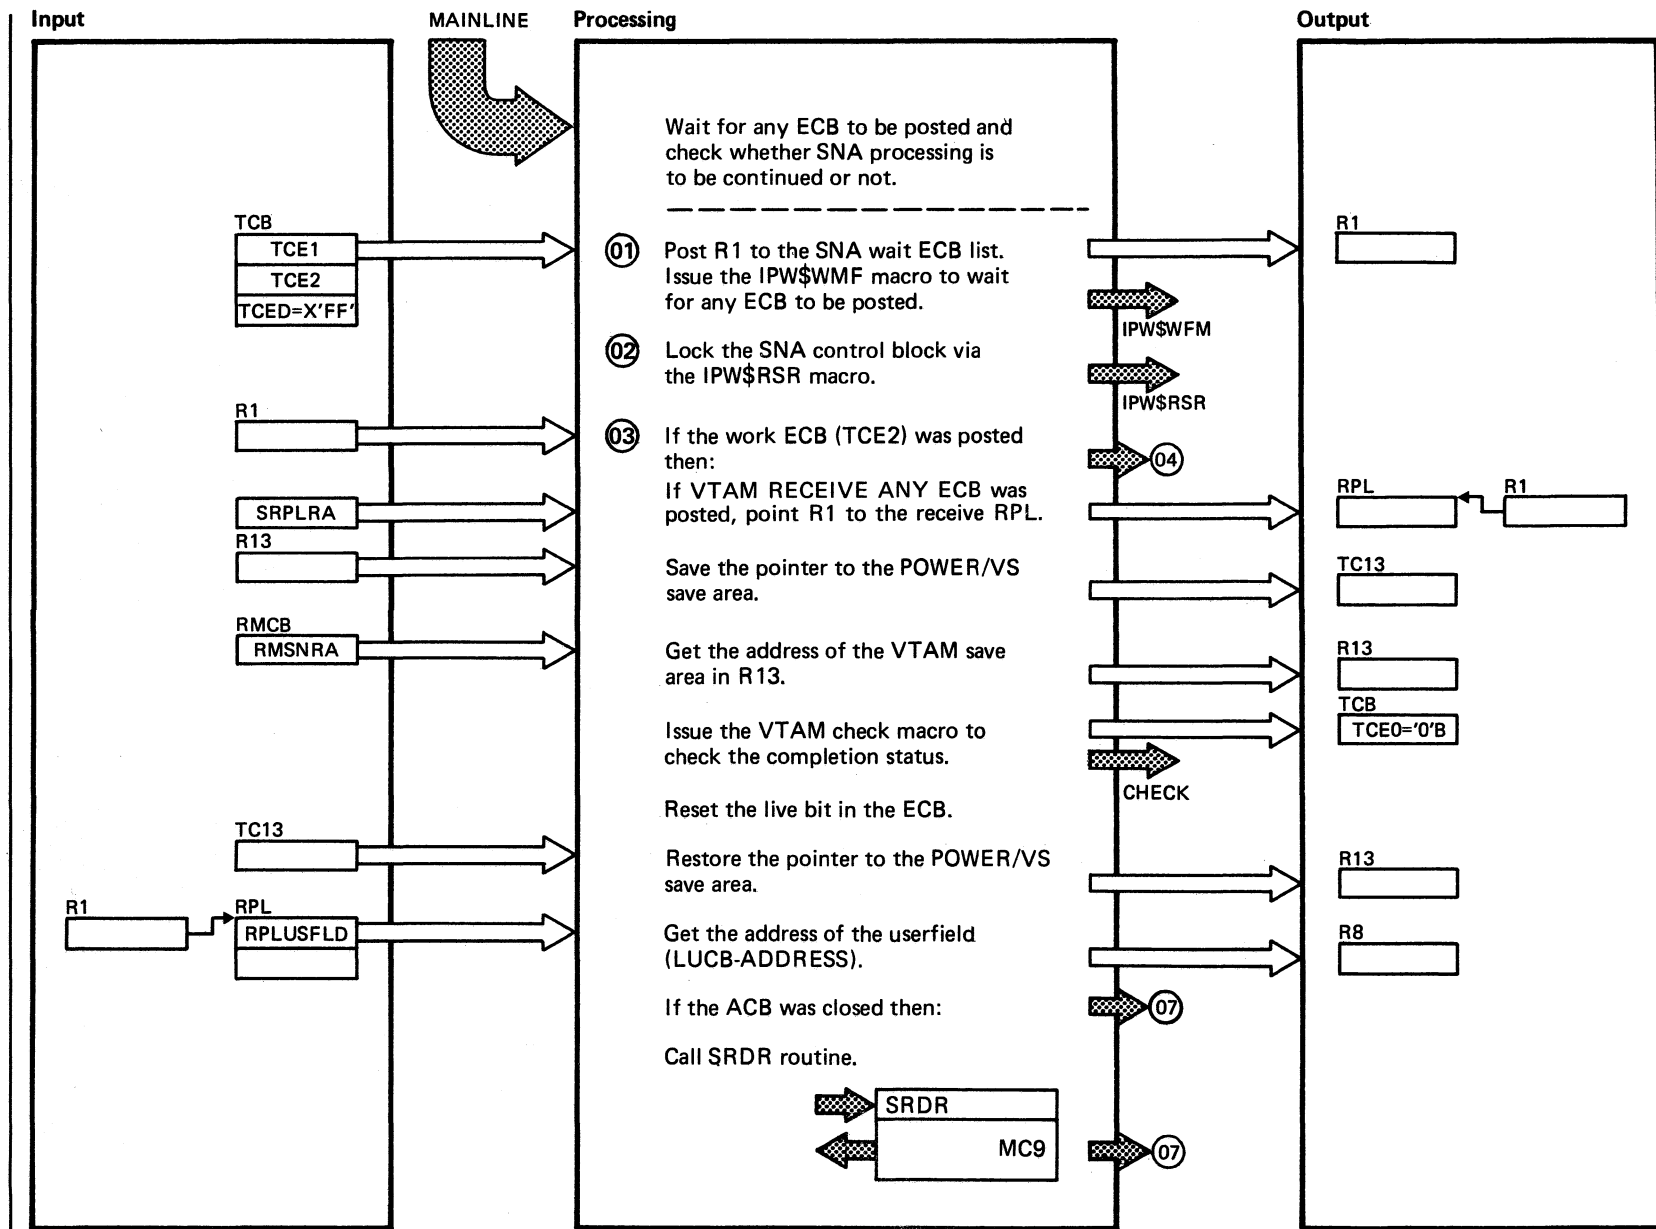 Input
MAINLINE
Processing
Output
Wait for any ECB to be posted and
check whether SNA processing is
to be continued or not.
TCB
TCE1
TCE2
TCED=X'FF'
01 Post R1 to the SNA wait ECB list.
Issue the IPW$WMF macro to wait
for any ECB to be posted.
R1
IPW$WFM
02 Lock the SNA control block via
the IPW$RSR macro.
IPW$RSR
R1
03 If the work ECB (TCE2) was posted
then:
04
SRPLRA
If VTAM RECEIVE ANY ECB was
posted, point R1 to the receive RPL.
RPL
R1
R13
Save the pointer to the POWER/VS
save area.
TC13
RMCB
RMSNRA
Get the address of the VTAM save
area in R13.
R13
Issue the VTAM check macro to
check the completion status.
TCB
TCE0='0'B
CHECK
Reset the live bit in the ECB.
TC13
Restore the pointer to the POWER/VS
save area.
R13
R1
RPL
RPLUSFLD
Get the address of the userfield
(LUCB-ADDRESS).
R8
If the ACB was closed then:
07
Call SRDR routine.
SRDR
MC9
07